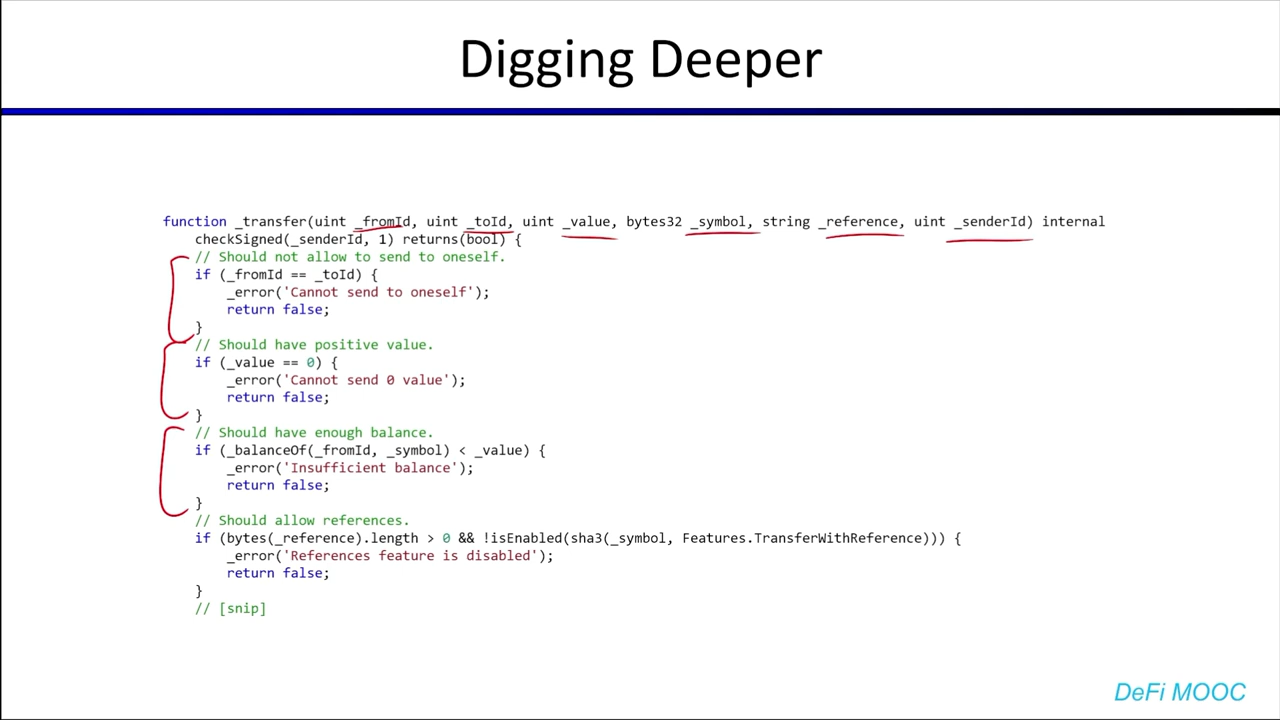 Digging Deeper
function _transfer(uint _fromId, uint _toId, uint _value, bytes32 _symbol, string _reference, uint _senderId) internal
checkSigned(_senderId, 1) returns(bool) {
// Should not allow to send to oneself.
if (_fromId == _toId) {
_error('Cannot send to oneself');
return false;
}
// Should have positive value.
if (_value == 0) {
_error('Cannot send 0 value');
return false;
}
// Should have enough balance.
if (_balanceOf(_fromId, _symbol) < _value) {
_error('Insufficient balance');
return false;
}
// Should allow references.
if (bytes(_reference).length > 0 && !isEnabled(sha3(_symbol, Features.TransferWithReference))) {
_error('References feature is disabled');
return false;
}
// [snip]
DeFi MOOC